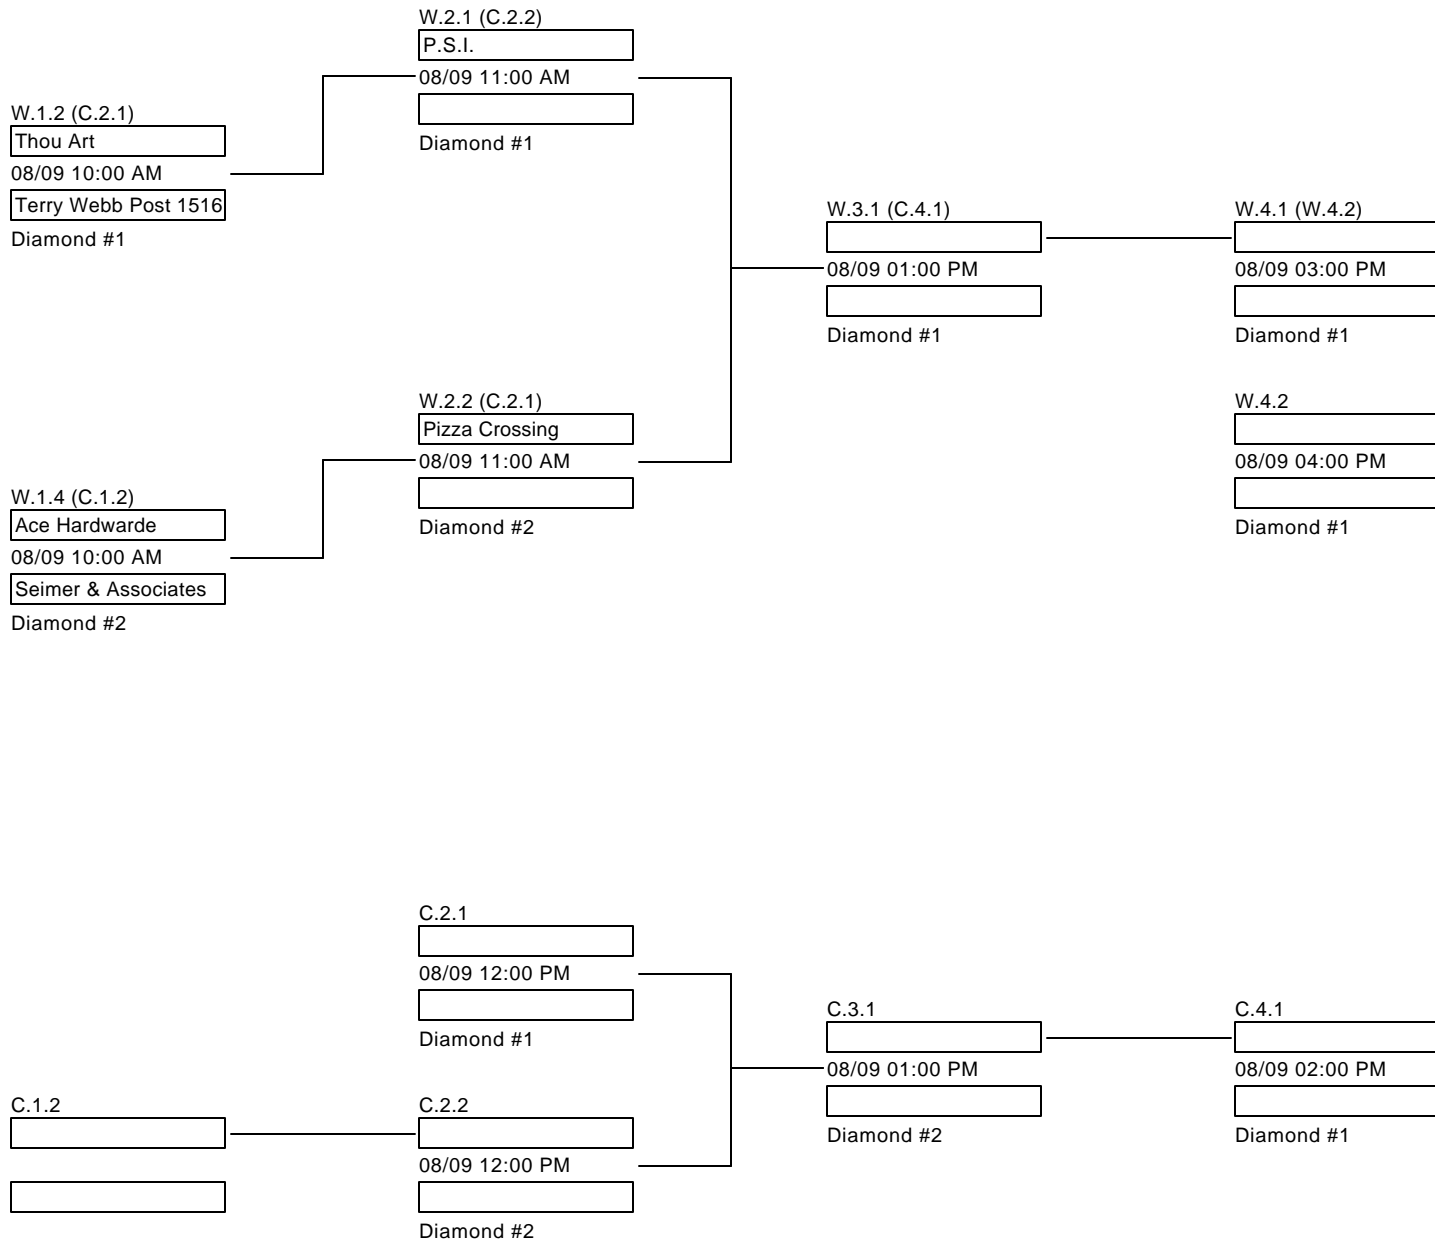 W.2.1 (C.2.2)
P.S.I.
08/09 11:00 AM
Diamond #1
W.1.2 (C.2.1)
Thou Art
08/09 10:00 AM
Terry Webb Post 1516
Diamond #1
W.3.1 (C.4.1)
08/09 01:00 PM
Diamond #1
W.4.1 (W.4.2)
08/09 03:00 PM
Diamond #1
W.2.2 (C.2.1)
Pizza Crossing
08/09 11:00 AM
Diamond #2
W.4.2
08/09 04:00 PM
Diamond #1
W.1.4 (C.1.2)
Ace Hardwarde
08/09 10:00 AM
Seimer & Associates
Diamond #2
C.2.1
08/09 12:00 PM
Diamond #1
C.3.1
08/09 01:00 PM
Diamond #2
C.4.1
08/09 02:00 PM
Diamond #1
C.1.2
C.2.2
08/09 12:00 PM
Diamond #2